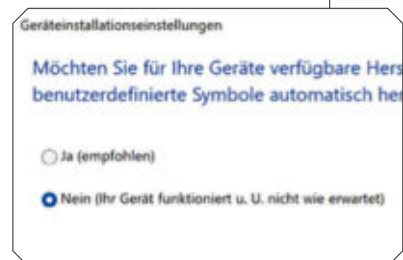 Geräteinstallationseinstellungen
Möchten Sie für Ihre Geräte verfügbare Hers
benutzerdefinierte Symbole automatisch her
Ja (empfohlen)
Nein (Ihr Gerät funktioniert u. U. nicht wie erwartet)